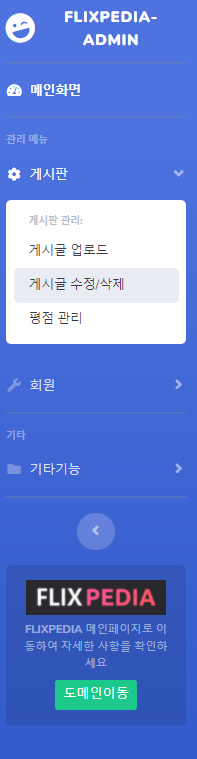 FLIXPEDIA-
ADMIN
메인화면
관리 메뉴
게시판
게시판 관리:
게시글 업로드
게시글 수정/삭제
평점 관리
회원
기타
기타기능
FLIXPEDIA
FLIXPEDIA 메인페이지로 이
동하여 자세한 사항을 확인하
세요
도메인이동